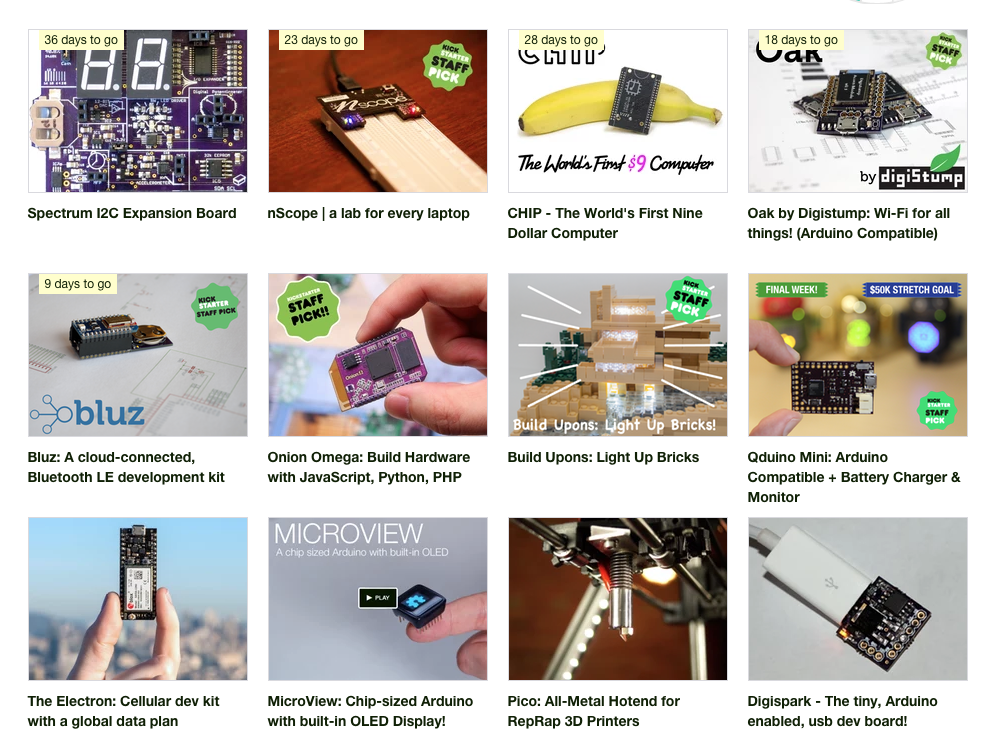 36 days to go
23 days to go
KICK
STARTER
STAFF
PICK
nscope
28 days to go
CHIP
The World's First $9 Computer
18 days to go
Oak
KICK
STARTER
STAFF
PICK
by digistump
Spectrum I2C Expansion Board
nScope | a lab for every laptop
CHIP - The World's First Nine
Dollar Computer
Oak by Digistump: Wi-Fi for all
things! (Arduino Compatible)
9 days to go
KICK
STARTER
STAFF PICK
bluz
KICKSTARTER
STAFF
PICK!!
KICK
STARTER
STAFF
PICK
Build Upons: Light Up Bricks!
FINAL WEEK!
$50K STRETCH GOAL
KICK
STARTER
STAFF
PICK
Bluz: A cloud-connected,
Bluetooth LE development kit
Onion Omega: Build Hardware
with JavaScript, Python, PHP
Build Upons: Light Up Bricks
Qduino Mini: Arduino
Compatible + Battery Charger &
Monitor
MICROVIEW
A chip sized Arduino with built-in OLED
PLAY
The Electron: Cellular dev kit
with a global data plan
MicroView: Chip-sized Arduino
with built-in OLED Display!
Pico: All-Metal Hotend for
RepRap 3D Printers
Digispark - The tiny, Arduino
enabled, usb dev board!